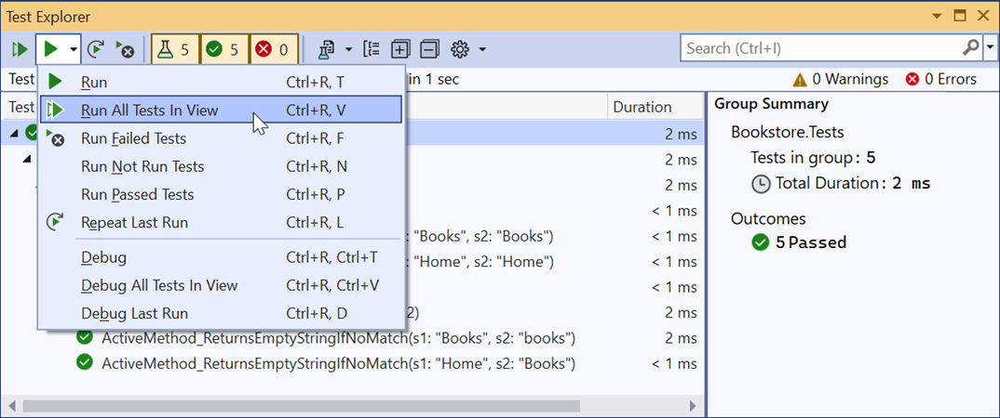 Test Explorer
5 5 0
Search (Ctrl+I)
Test in 1 sec 0 Warnings 0 Errors
Run Ctrl+R, T
Run All Tests In View Ctrl+R, V
Run Failed Tests Ctrl+R, F
Run Not Run Tests Ctrl+R, N
Run Passed Tests Ctrl+R, P
Repeat Last Run Ctrl+R, L
Debug Ctrl+R, Ctrl+T
Debug All Tests In View Ctrl+R, Ctrl+V
Debug Last Run Ctrl+R, D
Test Duration
2 ms
2 ms
2 ms
< 1 ms
: "Books", s2: "Books") < 1 ms
: "Home", s2: "Home") < 1 ms
< 1 ms
2) 2 ms
ActiveMethod_ReturnsEmptyStringIfNoMatch(s1: "Books", s2: "books") 2 ms
ActiveMethod_ReturnsEmptyStringIfNoMatch(s1: "Home", s2: "Books") < 1 ms
Group Summary
Bookstore.Tests
Tests in group: 5
Total Duration: 2 ms
Outcomes
5 Passed